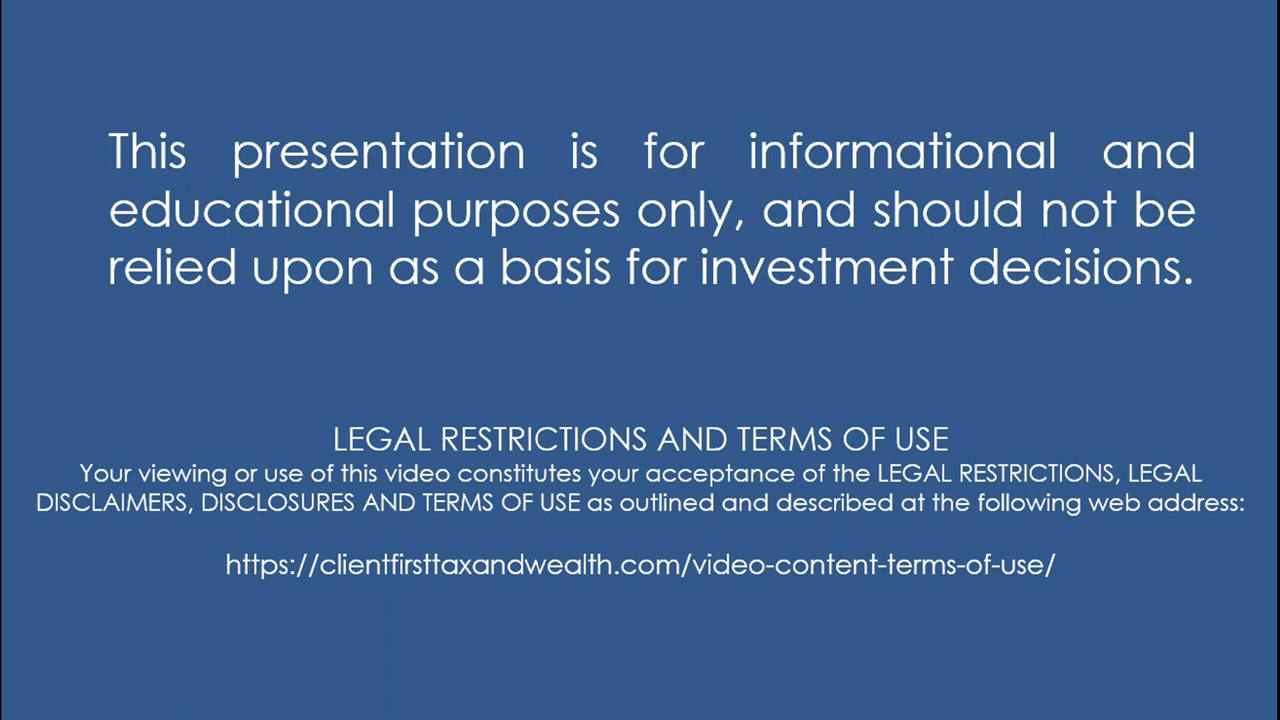 This presentation is for informational and
educational purposes only, and should not be
relied upon as a basis for investment decisions.
LEGAL RESTRICTIONS AND TERMS OF USE
Your viewing or use of this video constitutes your acceptance of the LEGAL RESTRICTIONS, LEGAL
DISCLAIMERS, DISCLOSURES AND TERMS OF USE as outlined and described at the following web address:
https://clientfirsttaxandwealth.com/video-content-terms-of-use/